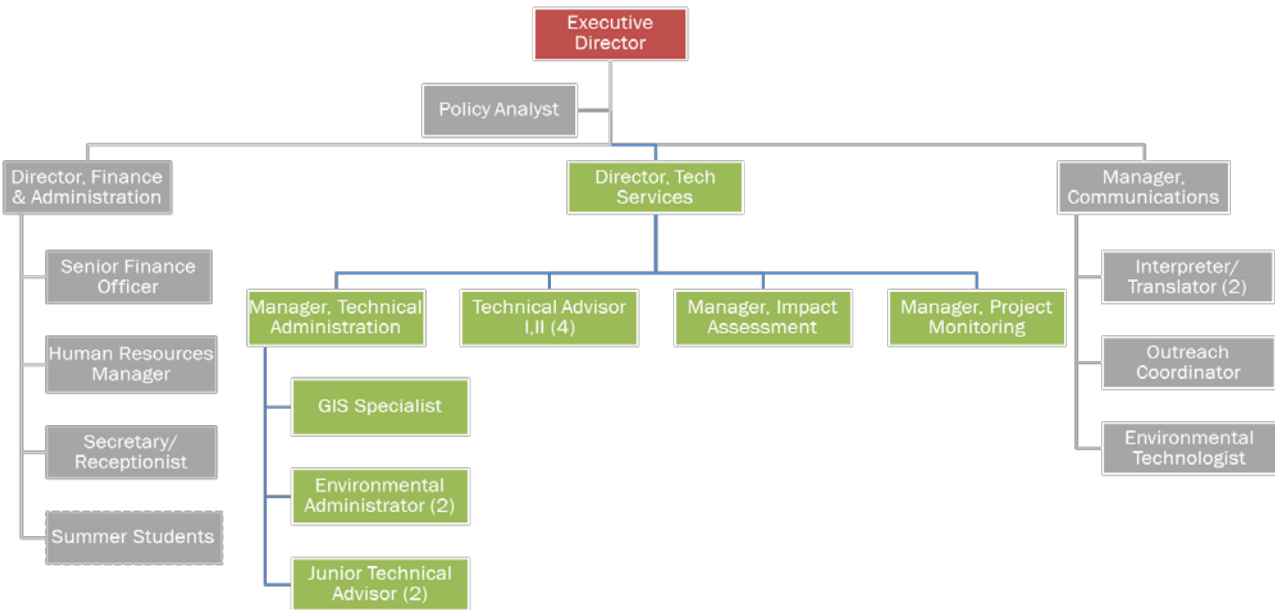 Executive
Director
Policy Analyst
Director, Finance
& Administration
Director, Tech
Services
Manager,
Communications
Senior Finance
Officer
Human Resources
Manager
Secretary/
Receptionist
Summer Students
Manager, Technical
Administration
Technical Advisor
I,II (4)
Manager, Impact
Assessment
Manager, Project
Monitoring
GIS Specialist
Environmental
Administrator (2)
Junior Technical
Advisor (2)
Interpreter/
Translator (2)
Outreach
Coordinator
Environmental
Technologist